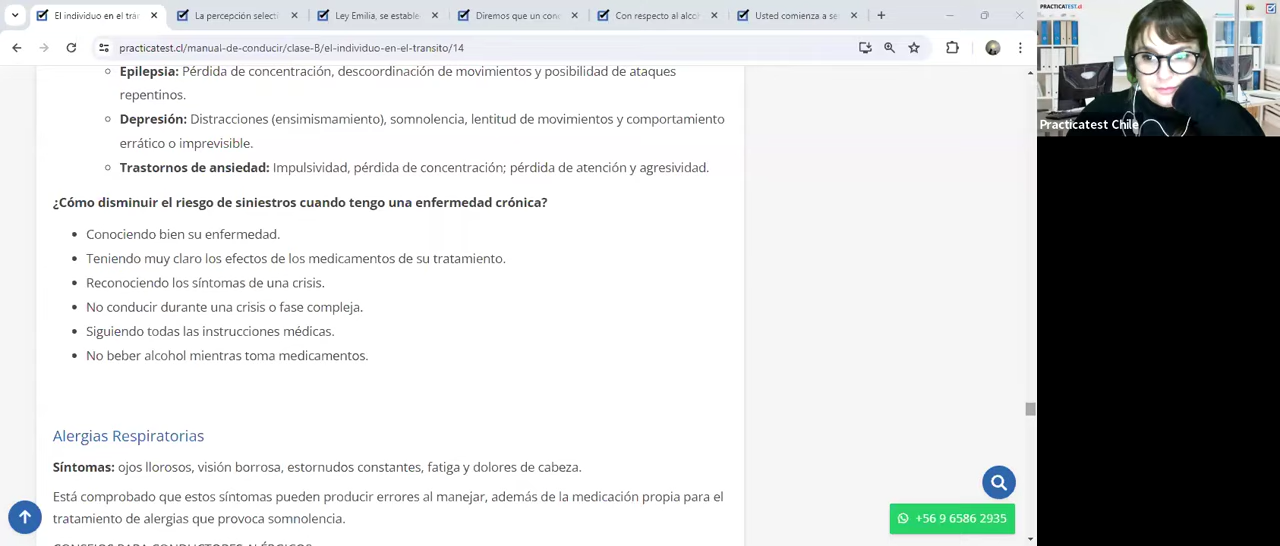 El individuo en el trán
La percepción selecti
Ley Emilia, se estable
Diremos que un con
Con respecto al alco
Usted comienza a se
practicatest.cl/manual-de-conducir/clase-B/el-individuo-en-el-transito/14
PRACTICATEST.cl
Practicatest Chile
Epilepsia: Pérdida de concentración, descoordinación de movimientos y posibilidad de ataques
repentinos.
Depresión: Distracciones (ensimismamiento), somnolencia, lentitud de movimientos y comportamiento
errático o imprevisible.
Trastornos de ansiedad: Impulsividad, pérdida de concentración; pérdida de atención y agresividad.
¿Cómo disminuir el riesgo de siniestros cuando tengo una enfermedad crónica?
Conociendo bien su enfermedad.
Teniendo muy claro los efectos de los medicamentos de su tratamiento.
Reconociendo los síntomas de una crisis.
No conducir durante una crisis o fase compleja.
Siguiendo todas las instrucciones médicas.
No beber alcohol mientras toma medicamentos.
Alergias Respiratorias
Síntomas: ojos llorosos, visión borrosa, estornudos constantes, fatiga y dolores de cabeza.
Está comprobado que estos síntomas pueden producir errores al manejar, además de la medicación propia para el
tratamiento de alergias que provoca somnolencia.
CONSEJOS PARA CONDUCTORES ALÉRGICOS
+56 9 6586 2935